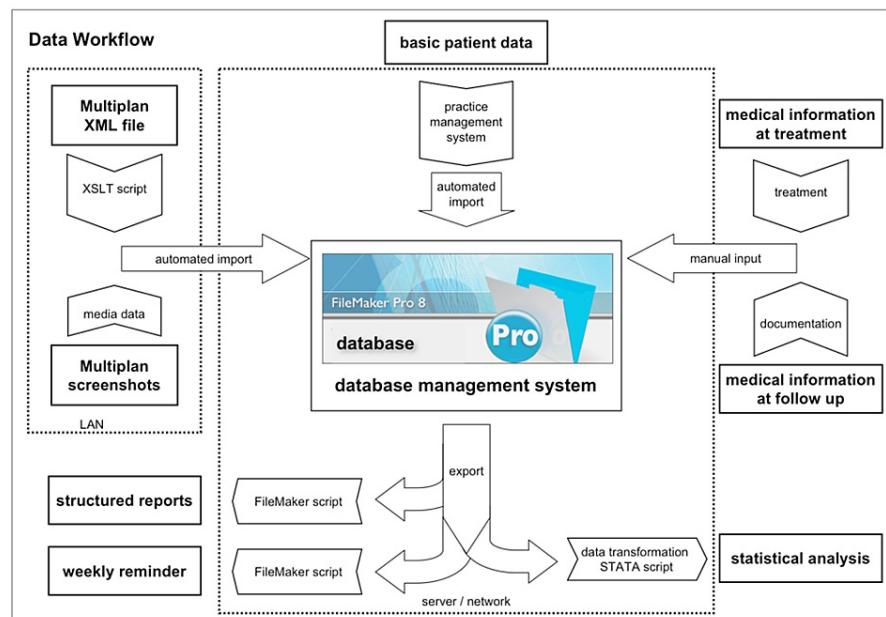 Data Workflow
basic patient data
Multiplan
XML file
practice
management
system
medical information
at treatment
XSLT script
automated
import
treatment
automated import
manual input
FileMaker Pro 8
database
Pro
database management system
media data
documentation
Multiplan
screenshots
medical information
at follow up
LAN
export
structured reports
FileMaker script
weekly reminder
FileMaker script
data transformation
STATA script
statistical analysis
server / network